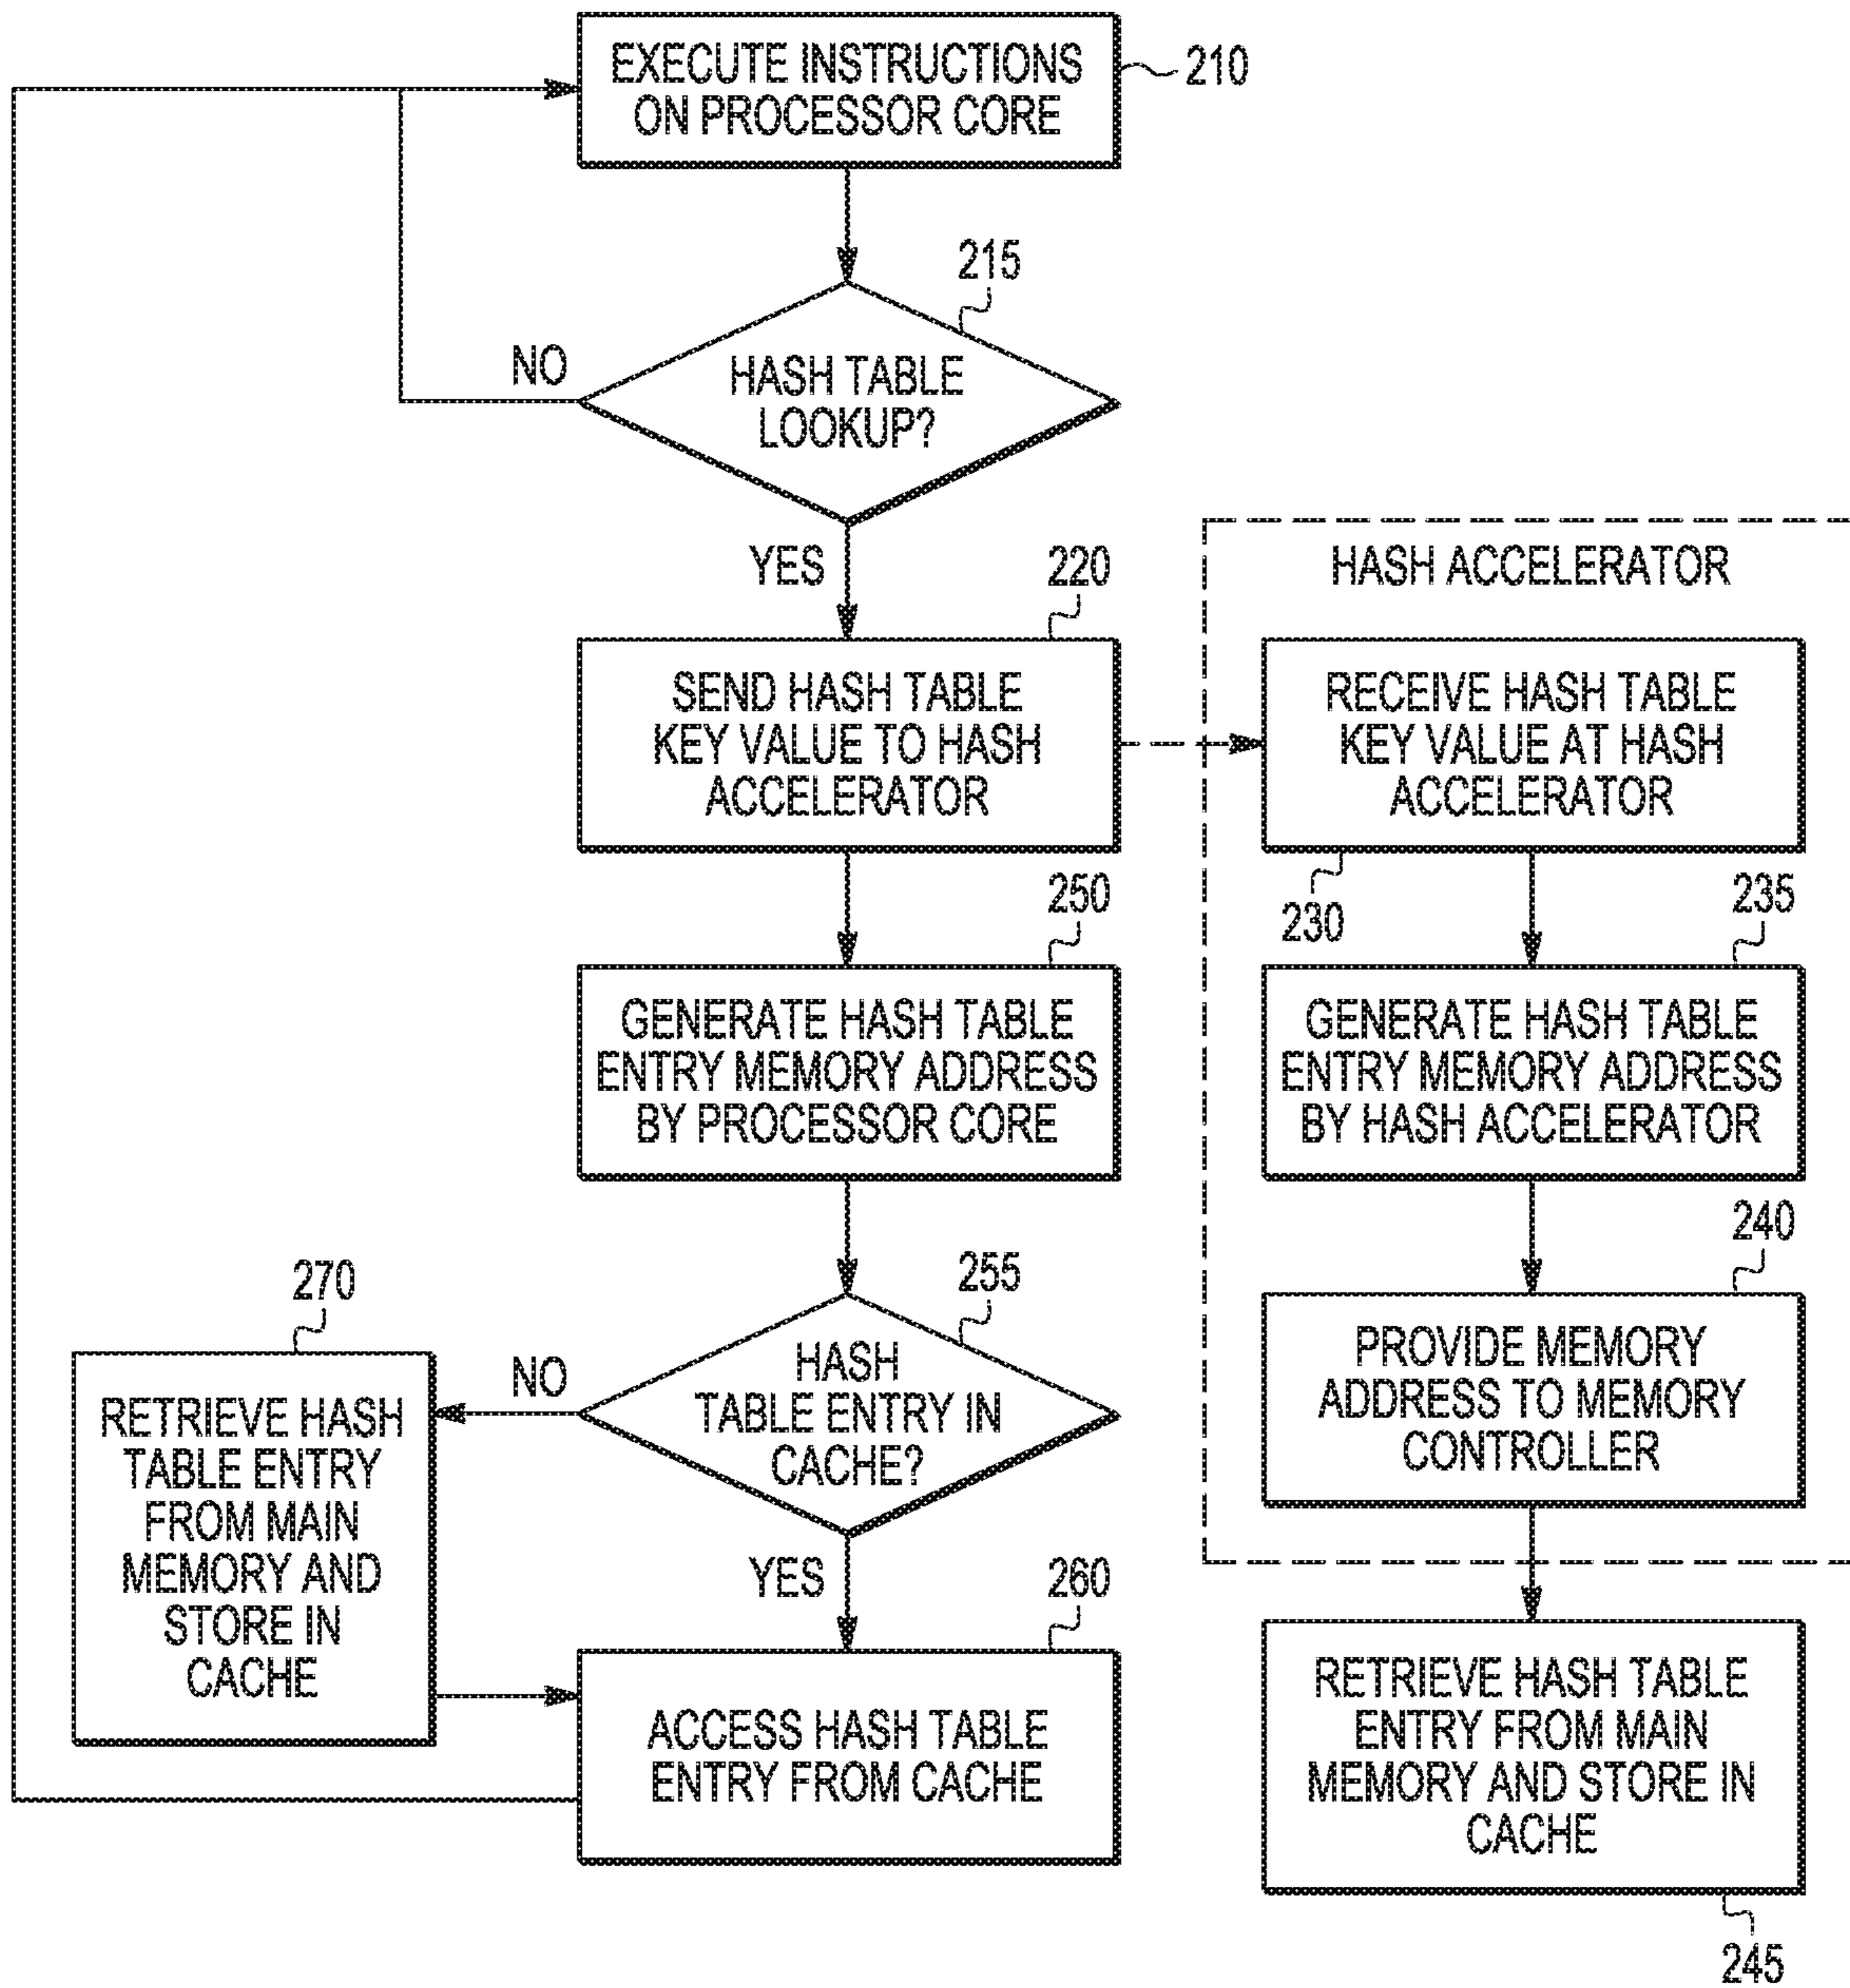 EXECUTE INSTRUCTIONS
ON PROCESSOR CORE
210
215
HASH TABLE
LOOKUP?
NO
YES
220
SEND HASH TABLE
KEY VALUE TO HASH
ACCELERATOR
HASH ACCELERATOR
RECEIVE HASH TABLE
KEY VALUE AT HASH
ACCELERATOR
230
250
GENERATE HASH TABLE
ENTRY MEMORY ADDRESS
BY PROCESSOR CORE
235
GENERATE HASH TABLE
ENTRY MEMORY ADDRESS
BY HASH ACCELERATOR
240
PROVIDE MEMORY
ADDRESS TO MEMORY
CONTROLLER
255
HASH
TABLE ENTRY IN
CACHE?
NO
YES
270
RETRIEVE HASH
TABLE ENTRY
FROM MAIN
MEMORY AND
STORE IN
CACHE
260
ACCESS HASH TABLE
ENTRY FROM CACHE
RETRIEVE HASH TABLE
ENTRY FROM MAIN
MEMORY AND STORE IN
CACHE
245